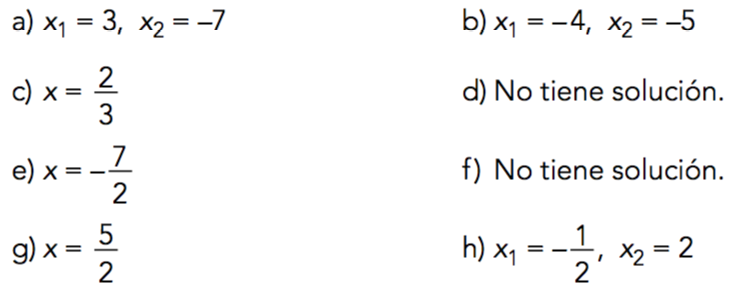 a) x₁ = 3, x₂ = –7
b) x₁ = –4, x₂ = –5
c) x = 2/3
d) No tiene solución.
e) x = –7/2
f) No tiene solución.
g) x = 5/2
h) x₁ = –1/2, x₂ = 2